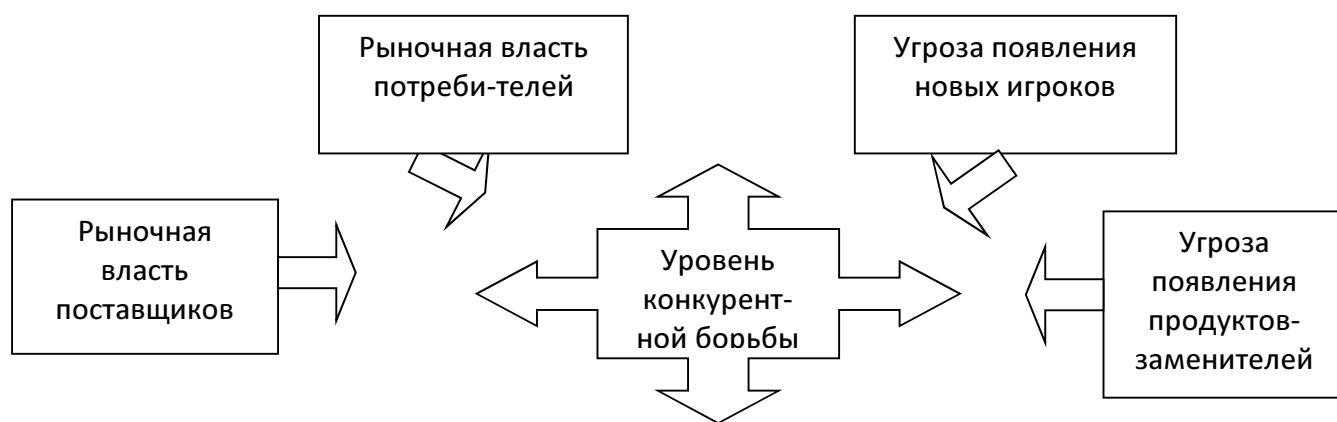 Рыночная власть
потреби-телей
Угроза появления
новых игроков
Рыночная
власть
поставщиков
Уровень
конкурент-
ной борьбы
Угроза
появления
продуктов-
заменителей